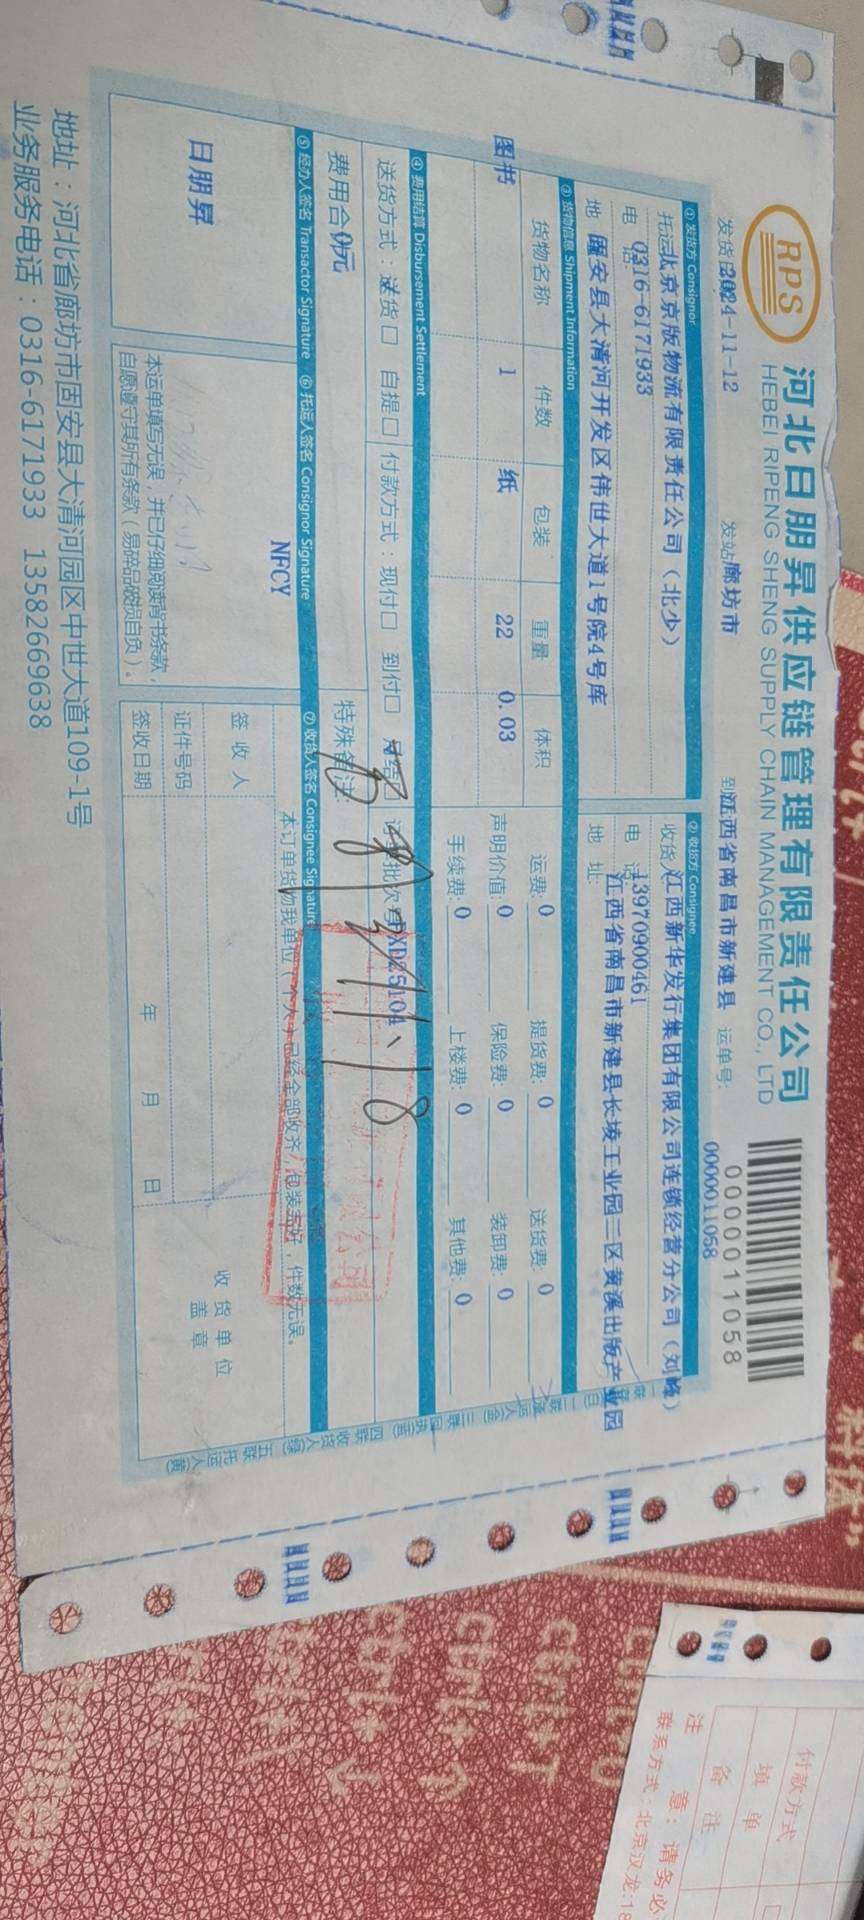 RPS
河北日朋昇供应链管理有限责任公司
HEBEI RIPENG SHENG SUPPLY CHAIN MANAGEMENT CO., LTD
0000011058
发货日 2024-11-12 发站 廊坊市 到 江西省南昌市新建县 运单号: 0000011058
① 发货方 Consignor ② 收货方 Consignee
托运 北京京版物流有限责任公司（北少） 收货人 江西新华发行集团有限公司连锁经营分公司（刘峰）
电话: 0316-6171933 电话 13970900461
地 固安县大清河开发区伟世大道1号院4号库 地址: 江西省南昌市新建县长堎工业园三区黄溪出版产业园
③ 货物信息 Shipment Information
货物名称 件数 包装 重量 体积 运费: 0 提货费: 0 送货费: 0
图书 1 纸 22 0.03 声明价值: 0 保险费: 0 装卸费: 0
手续费: 0 上楼费: 0 其他费: 0
④ 费用结算 Disbursement Settlement
送货方式：送货□ 自提□ 付款方式：现付□ 到付□ XDZ5104
费用合 0元 特殊备注:
11.18
⑤ 经办人签名 Transactor Signature ⑥ 托运人签名 Consignor Signature ⑦ 收货人签名 Consignee Signature
NFCY
本订单货物我单位（个人）已经全部收齐，包装完好，件数无误。
日朋昇
签收人
证件号码
签收日期 年 月 日
收货单位
盖章
本运单填写无误，并已仔细阅读背书条款，
自愿遵守其所有条款（易碎品破损自负）。
地址：河北省廊坊市固安县大清河园区中世大道109-1号
业务服务电话：0316-6171933 13582669638
ctrl+T
ctrl+↑
ctrl+↓
付款方式
填单
备注
注意：请务必
联系方式：北京汉龙:18